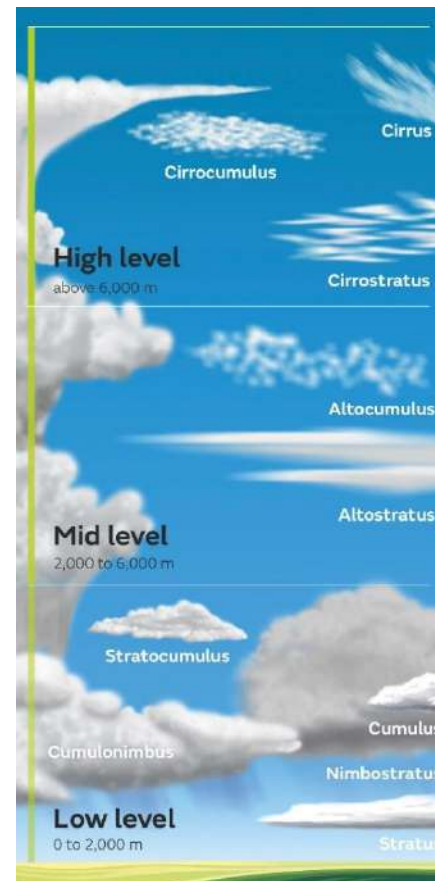 Cirrus
Cirrocumulus
High level
above 6,000 m
Cirrostratus
Altocumulus
Altostratus
Mid level
2,000 to 6,000 m
Stratocumulus
Cumulu
Cumulonimbus
Nimbostratu
Low level
0 to 2,000 m
Stratu